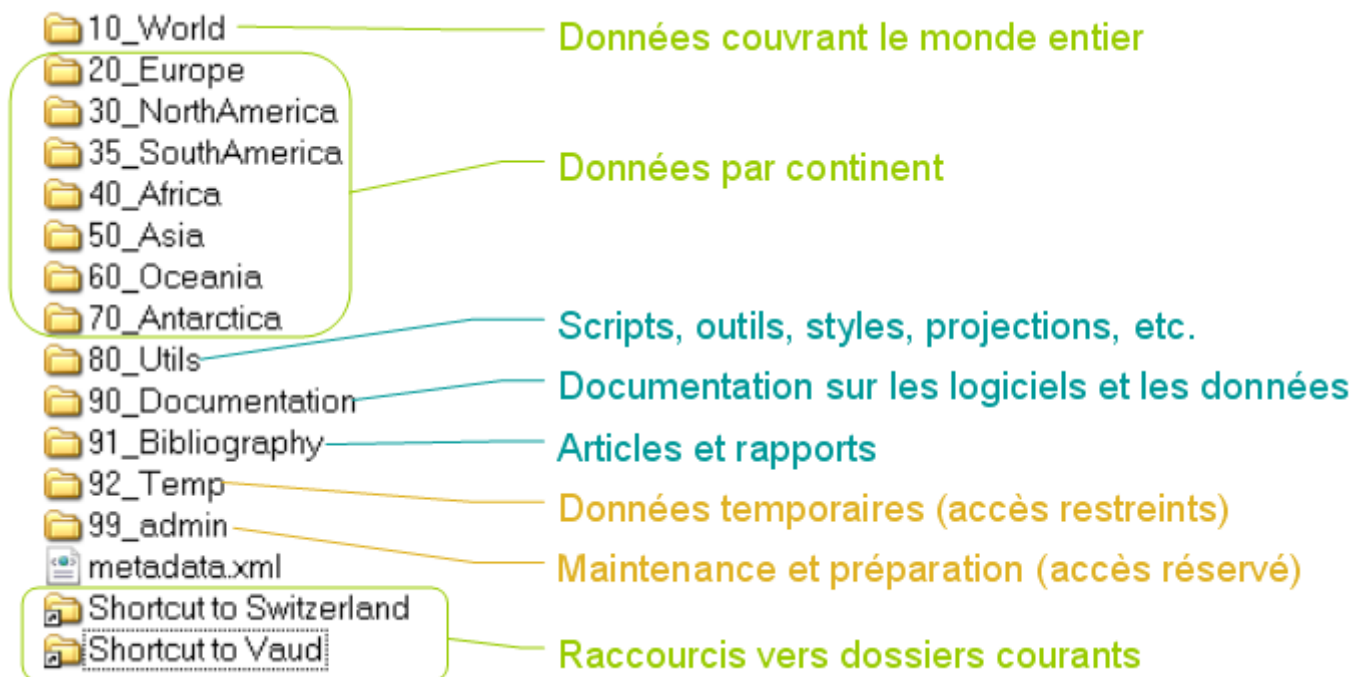 10_World
Données couvrant le monde entier
20_Europe
30_NorthAmerica
35_SouthAmerica
Données par continent
40_Africa
50_Asia
60_Oceania
70_Antarctica
Scripts, outils, styles, projections, etc.
80_Utils
90_Documentation
Documentation sur les logiciels et les données
91_Bibliography
Articles et rapports
92_Temp
Données temporaires (accès restreints)
99_admin
Maintenance et préparation (accès réservé)
metadata.xml
Shortcut to Switzerland
Shortcut to Vaud
Raccourcis vers dossiers courants